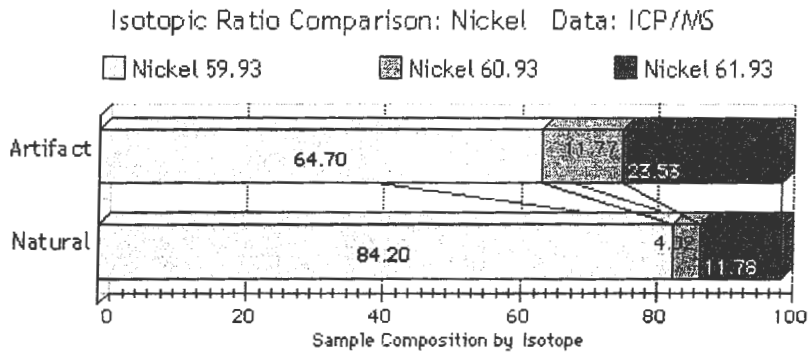 Isotopic Ratio Comparison: Nickel Data: ICP/MS
Nickel 59.93 Nickel 60.93 Nickel 61.93
Artifact 64.70 11.77 23.53
Natural 84.20 11.78
0 20 40 60 80 100
Sample Composition by Isotope